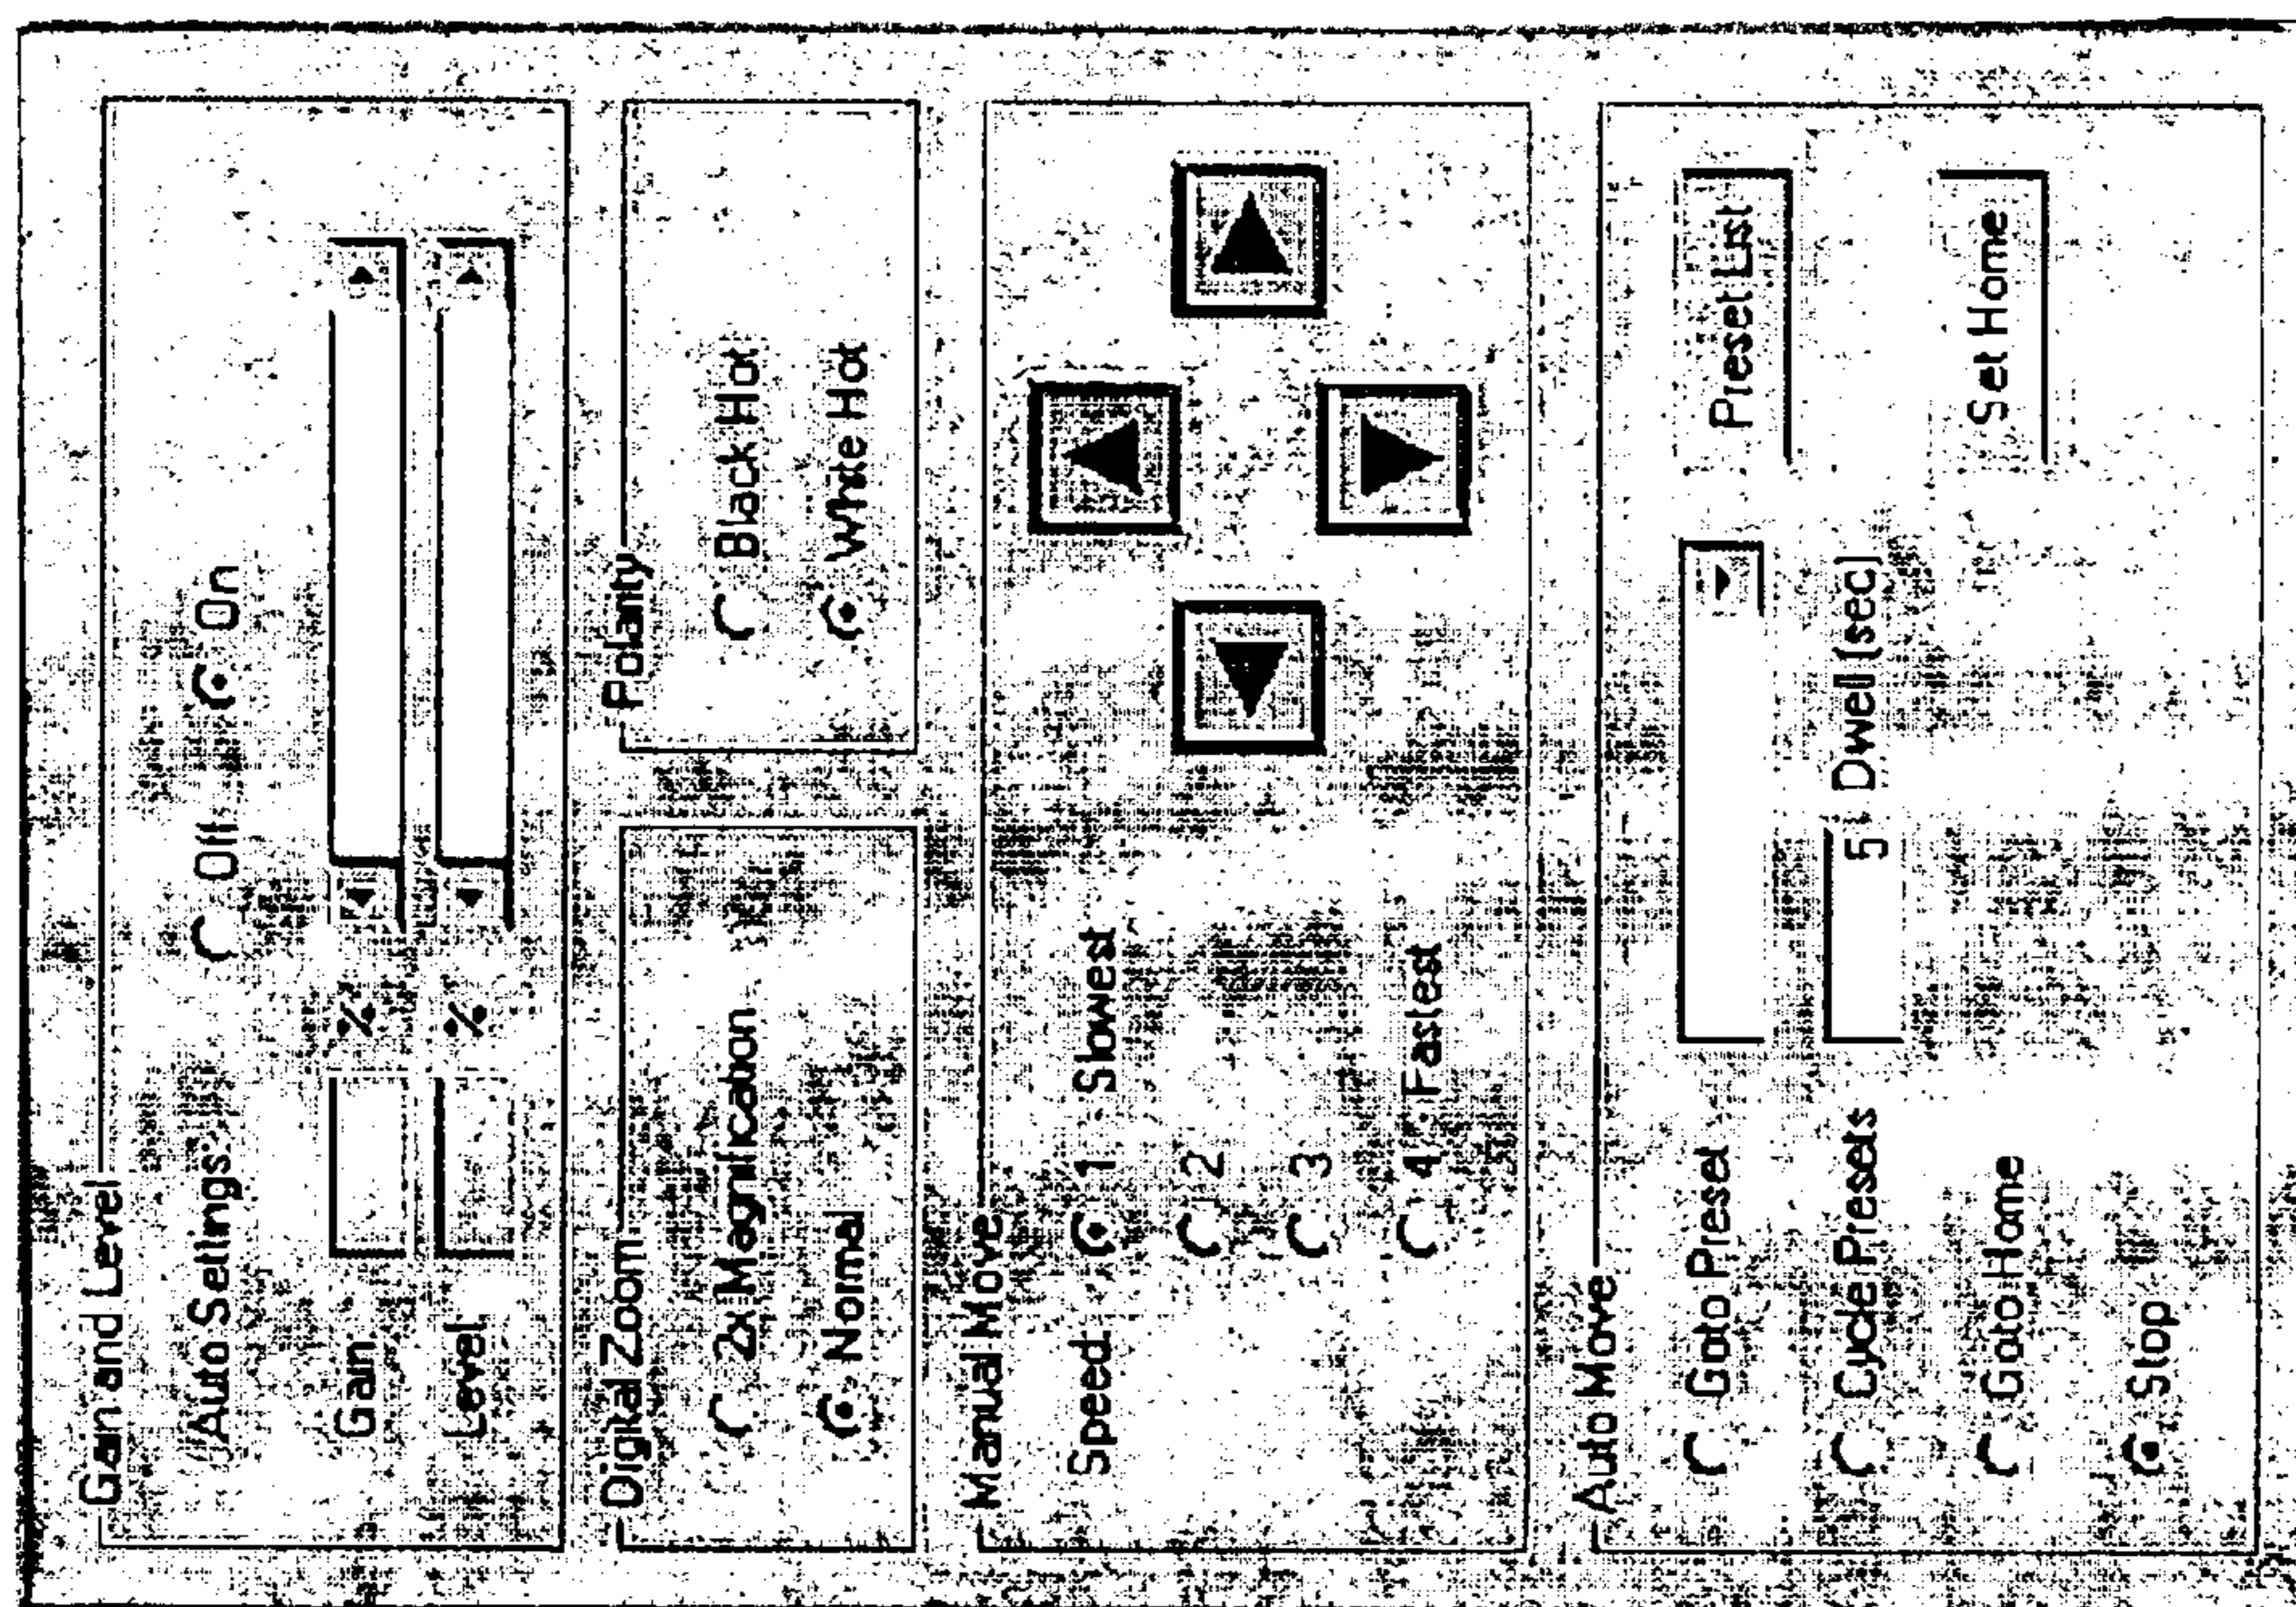 Gain and Level
Auto Settings: Off On
Gain %
Level %
Digital Zoom
2x Magnification
Normal
Polarity
Black Hot
White Hot
Manual Move
Speed 1 - Slowest
2
3
4 - Fastest
Auto Move
Goto Preset Preset List
Cycle Presets 5 Dwell (sec)
Goto Home Set Home
Stop